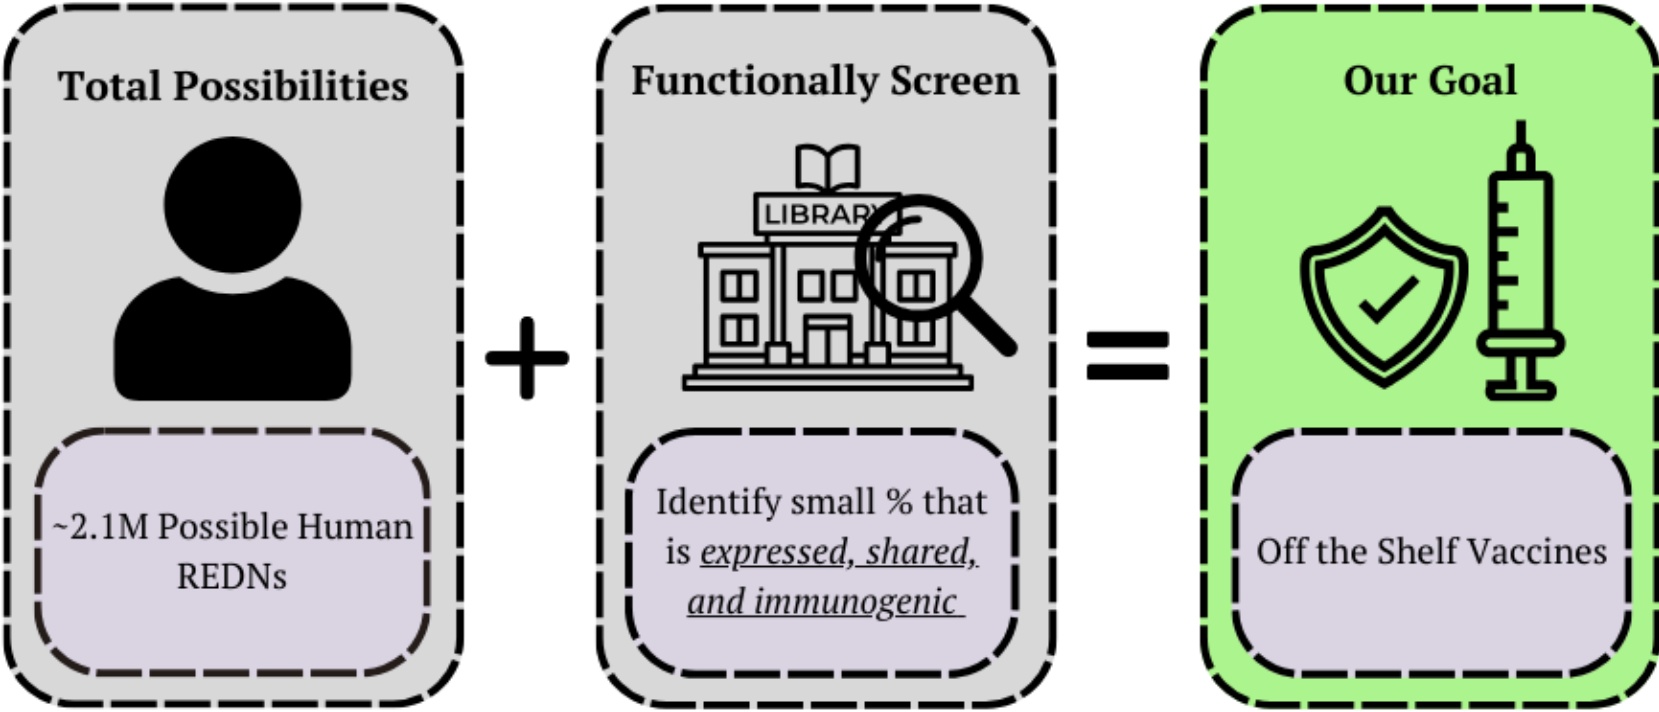 Total Possibilities
~2.1M Possible Human
REDNs
Functionally Screen
LIBRARY
Identify small % that
is expressed, shared,
and immunogenic
Our Goal
Off the Shelf Vaccines